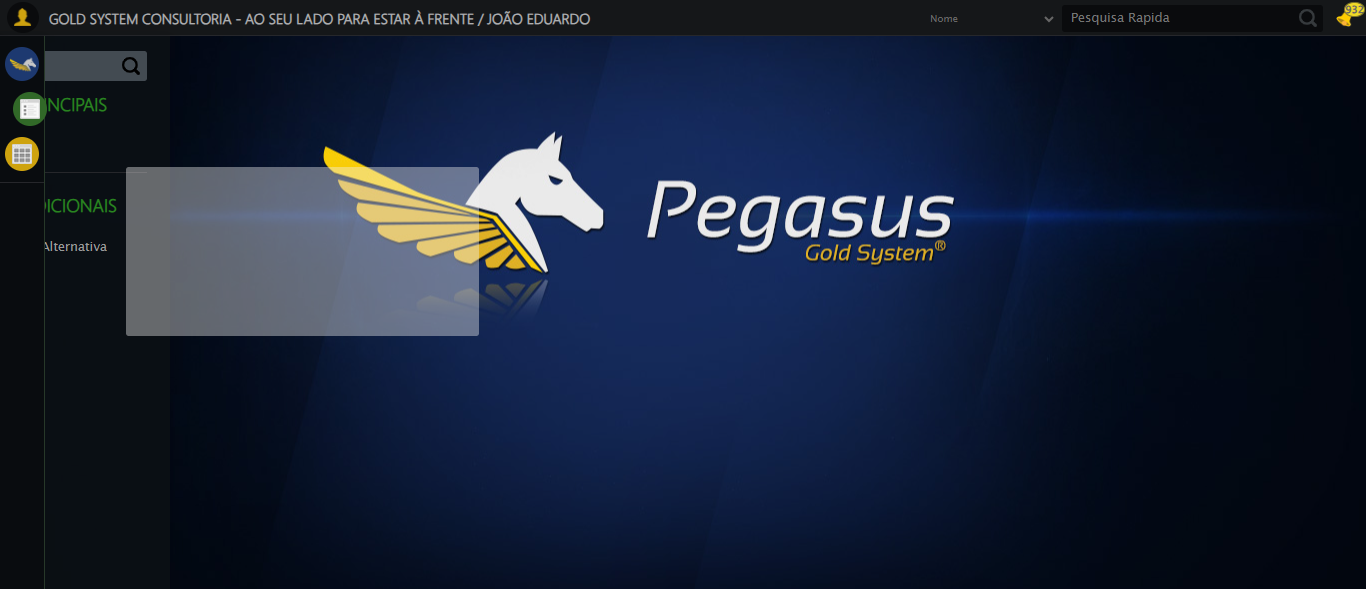 GOLD SYSTEM CONSULTORIA - AO SEU LADO PARA ESTAR À FRENTE / JOÃO EDUARDO
Nome
Pesquisa Rapida
932
INCIPAIS
DICIONAIS
Alternativa
Pegasus
Gold System®